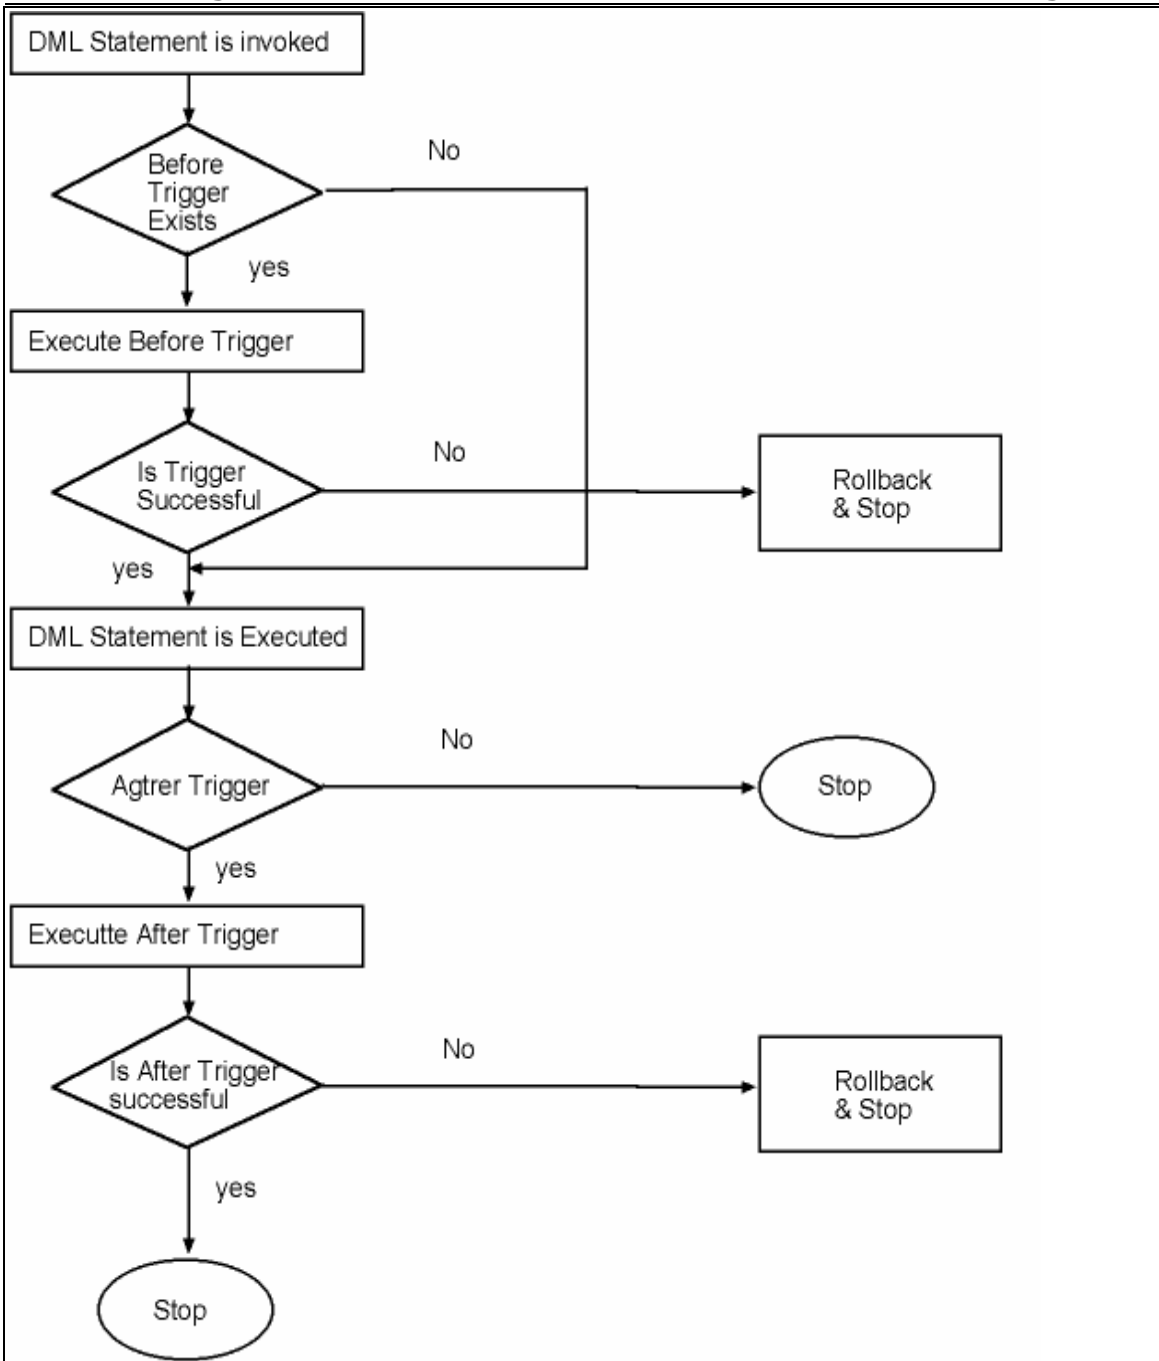 DML Statement is invoked
Before
Trigger
Exists
No
yes
Execute Before Trigger
Is Trigger
Successful
No
Rollback
& Stop
yes
DML Statement is Executed
Agtrer Trigger
No
Stop
yes
Executte After Trigger
Is After Trigger
successful
No
Rollback
& Stop
yes
Stop